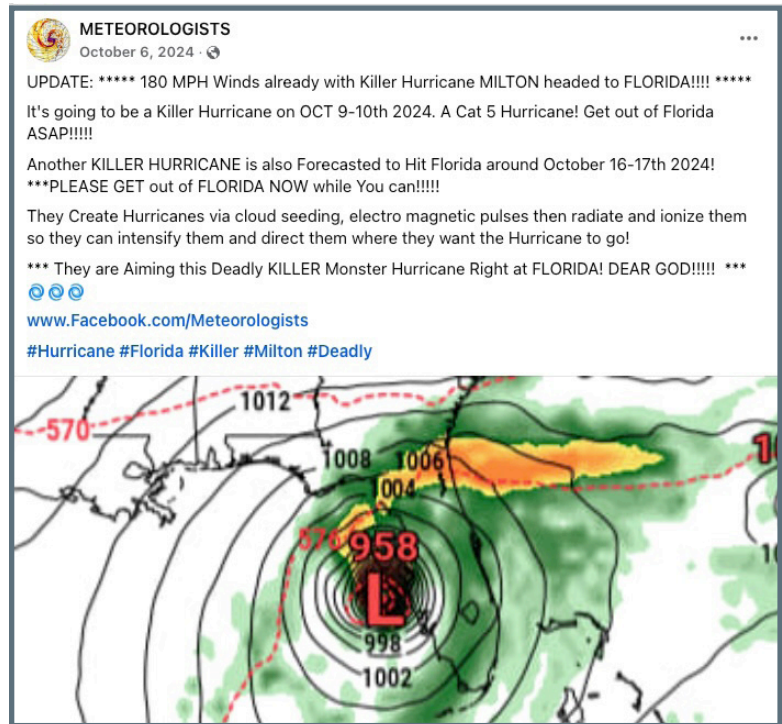 METEOROLOGISTS
October 6, 2024 ·
UPDATE: ***** 180 MPH Winds already with Killer Hurricane MILTON headed to FLORIDA!!!! *****
It's going to be a Killer Hurricane on OCT 9-10th 2024. A Cat 5 Hurricane! Get out of Florida
ASAP!!!!!
Another KILLER HURRICANE is also Forecasted to Hit Florida around October 16-17th 2024!
***PLEASE GET out of FLORIDA NOW while You can!!!!!
They Create Hurricanes via cloud seeding, electro magnetic pulses then radiate and ionize them
so they can intensify them and direct them where they want the Hurricane to go!
*** They are Aiming this Deadly KILLER Monster Hurricane Right at FLORIDA! DEAR GOD!!!!! ***
🌀🌀🌀
www.Facebook.com/Meteorologists
#Hurricane #Florida #Killer #Milton #Deadly
1012
570
1008 1006
1004
576 958
L
998
1002